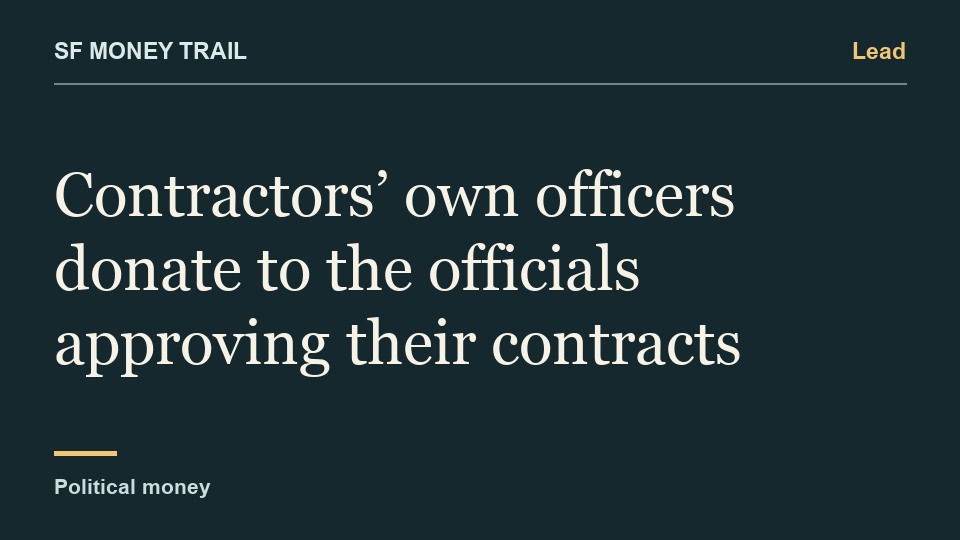 SF MONEY TRAIL
Lead
Contractors’ own officers
donate to the officials
approving their contracts
Political money